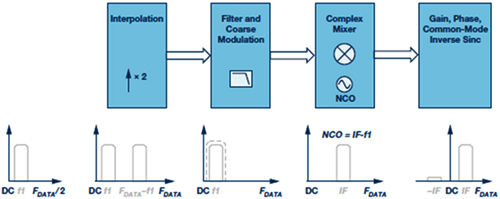 Interpolation
× 2
Filter and
Coarse
Modulation
Complex
Mixer
NCO
Gain, Phase,
Common-Mode
Inverse Sinc
NCO = IF-f1
DC f1 FDATA/2
DC f1 FDATA–f1 FDATA
DC f1 FDATA
DC IF FDATA
–IF DC IF FDATA